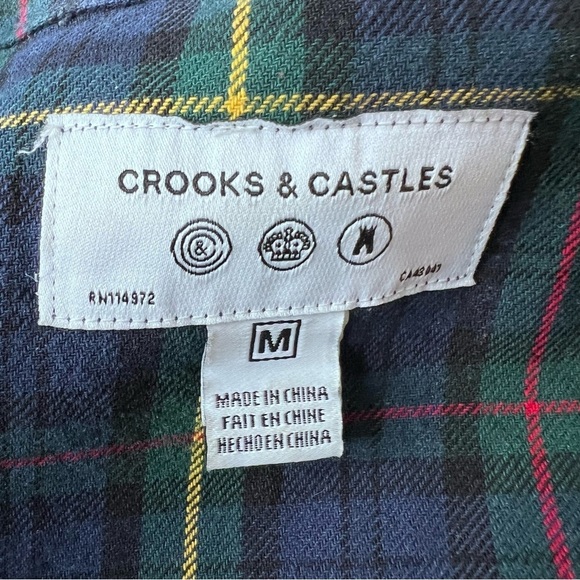 CROOKS & CASTLES
&
RN114972
M
MADE IN CHINA
FAIT EN CHINE
HECHO EN CHINA